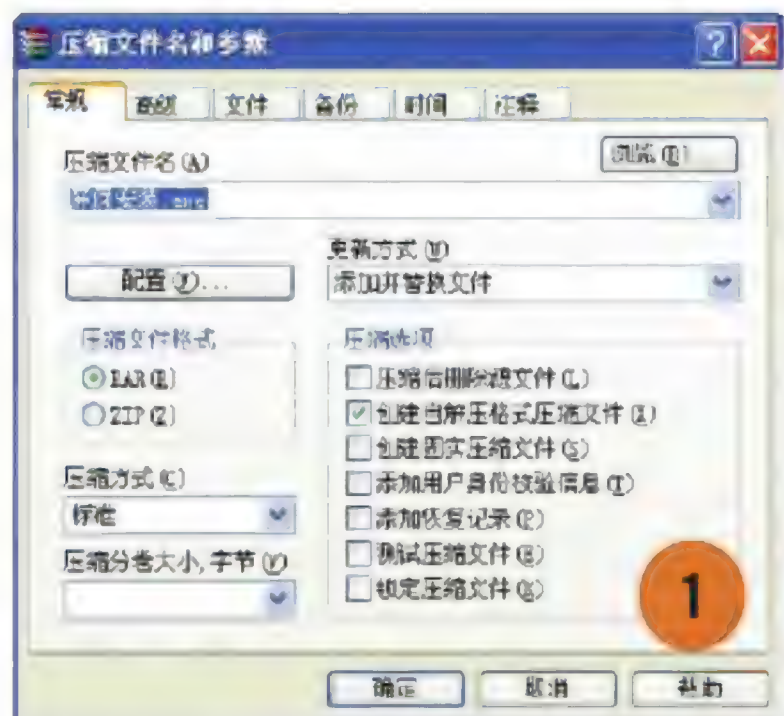 压缩文件名和参数
常规 高级 文件 备份 时间 注释
压缩文件名(A)
浏览(B)
.exe
更新方式(U)
配置(F)...
添加并替换文件
压缩文件格式
压缩选项
RAR(R)
压缩后删除源文件(L)
ZIP(Z)
创建自解压格式压缩文件(X)
创建固实压缩文件(S)
压缩方式(C)
添加用户身份校验信息(T)
标准
添加恢复记录(P)
压缩分卷大小,字节(V)
测试压缩文件(E)
锁定压缩文件(K)
1
确定 取消 帮助